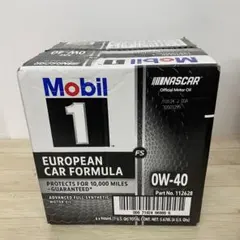 Mobil
1
NASCAR
Official Motor Oil
EUROPEAN
CAR FORMULA
FS
0W-40
PROTECTS FOR 10,000 MILES
-GUARANTEED*
Part No. 112628
ADVANCED FULL SYNTHETIC
MOTOR OIL